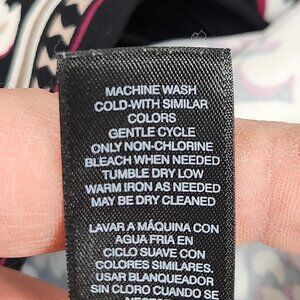 MACHINE WASH
COLD-WITH SIMILAR
COLORS
GENTLE CYCLE
ONLY NON-CHLORINE
BLEACH WHEN NEEDED
TUMBLE DRY LOW
WARM IRON AS NEEDED
MAY BE DRY CLEANED
LAVAR A MÁQUINA CON
AGUA FRIA EN
CICLO SUAVE CON
COLORES SIMILARES.
USAR BLANQUEADOR
SIN CLORO CUANDO SE